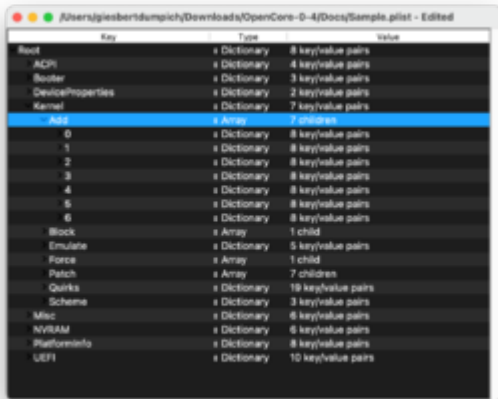 /Users/giesbertdumpich/Downloads/OpenCore-0-4/Docs/Sample.plist - Edited
Key Type Value
Root Dictionary 8 key/value pairs
ACPI Dictionary 4 key/value pairs
Booter Dictionary 3 key/value pairs
DeviceProperties Dictionary 2 key/value pairs
Kernel Dictionary 7 key/value pairs
Add Array 7 children
0 Dictionary 8 key/value pairs
1 Dictionary 8 key/value pairs
2 Dictionary 8 key/value pairs
3 Dictionary 8 key/value pairs
4 Dictionary 8 key/value pairs
5 Dictionary 8 key/value pairs
6 Dictionary 8 key/value pairs
Block Array 1 child
Emulate Dictionary 5 key/value pairs
Force Array 1 child
Patch Array 7 children
Quirks Dictionary 19 key/value pairs
Scheme Dictionary 3 key/value pairs
Misc Dictionary 6 key/value pairs
NVRAM Dictionary 6 key/value pairs
PlatformInfo Dictionary 8 key/value pairs
UEFI Dictionary 10 key/value pairs